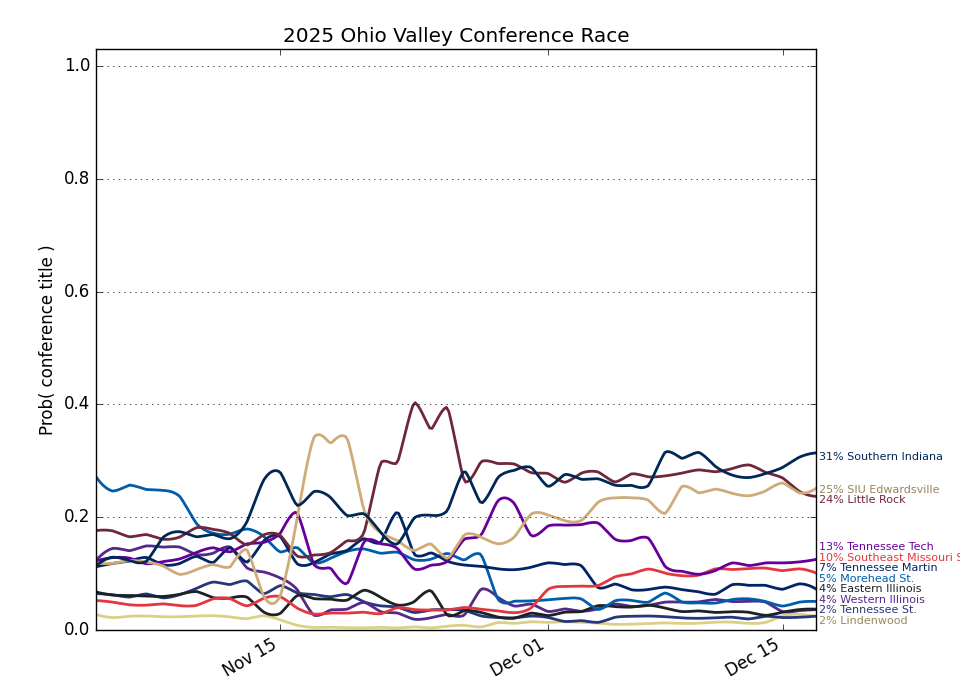 2025 Ohio Valley Conference Race
Prob( conference title )
1.0
0.8
0.6
0.4
0.2
0.0
Nov 15
Dec 01
Dec 15
31% Southern Indiana
25% SIU Edwardsville
24% Little Rock
13% Tennessee Tech
10% Southeast Missouri S
7% Tennessee Martin
5% Morehead St.
4% Eastern Illinois
4% Western Illinois
2% Tennessee St.
2% Lindenwood